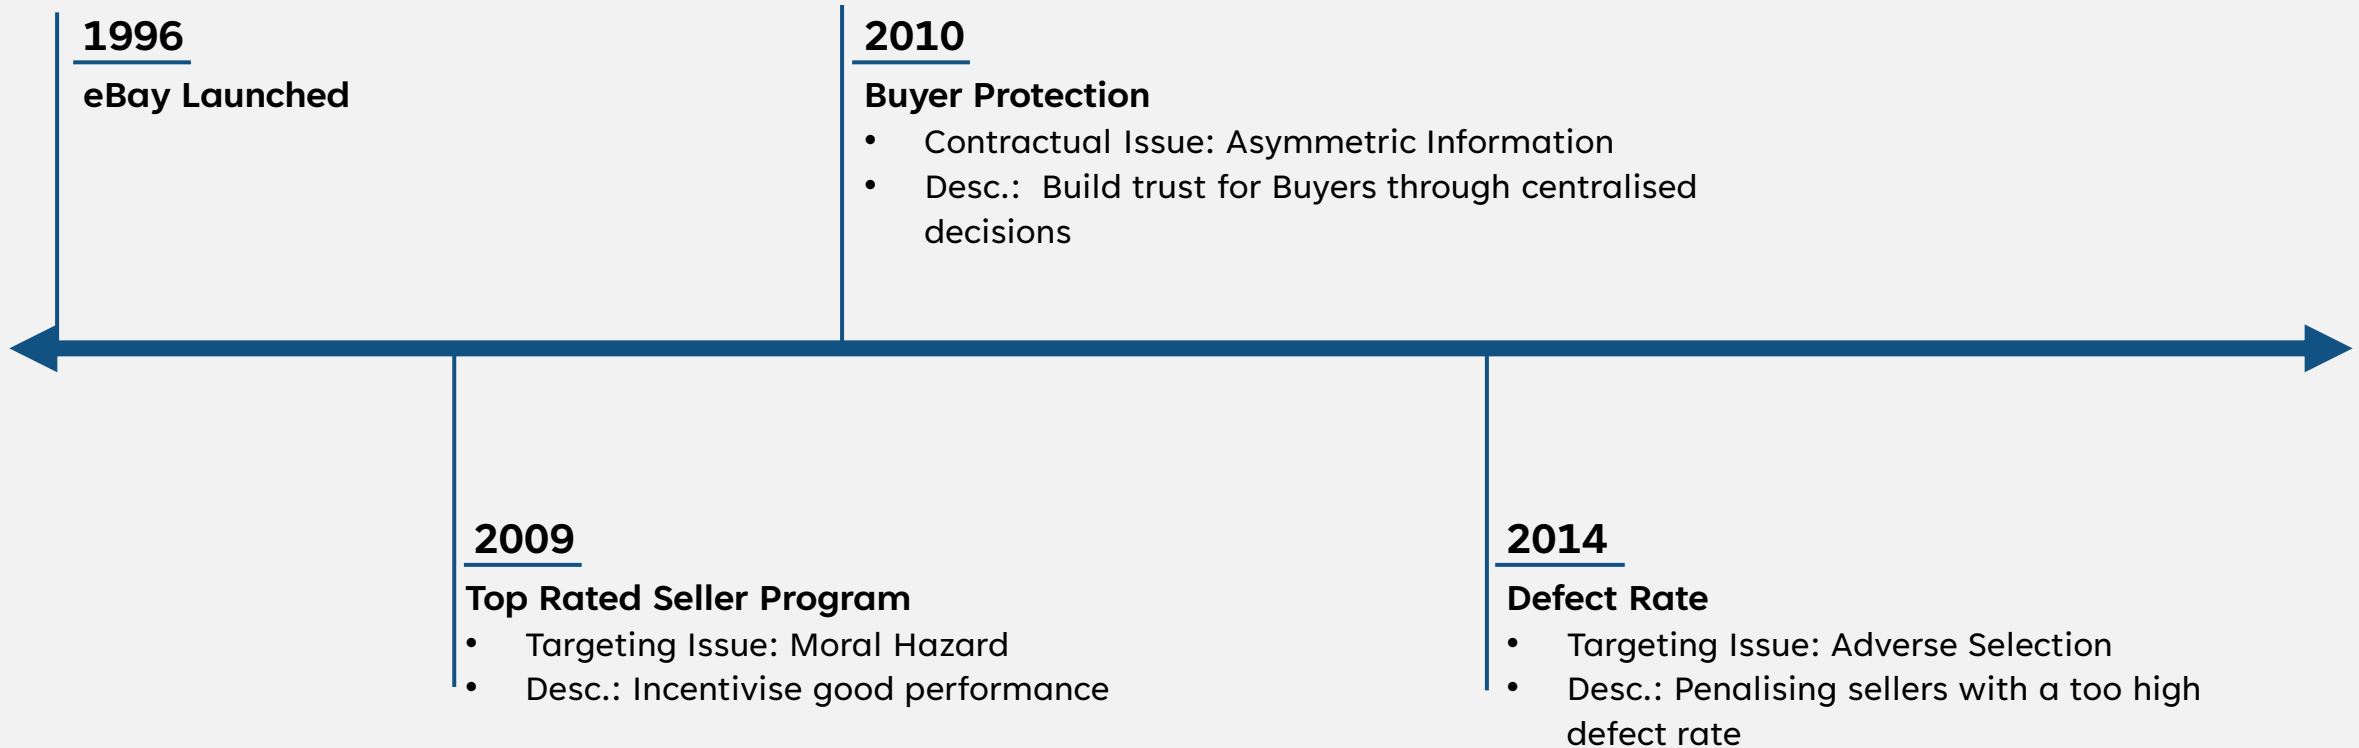 1996
eBay Launched
2010
Buyer Protection
• Contractual Issue: Asymmetric Information
• Desc.:  Build trust for Buyers through centralised
decisions
2009
Top Rated Seller Program
• Targeting Issue: Moral Hazard
• Desc.: Incentivise good performance
2014
Defect Rate
• Targeting Issue: Adverse Selection
• Desc.: Penalising sellers with a too high
defect rate